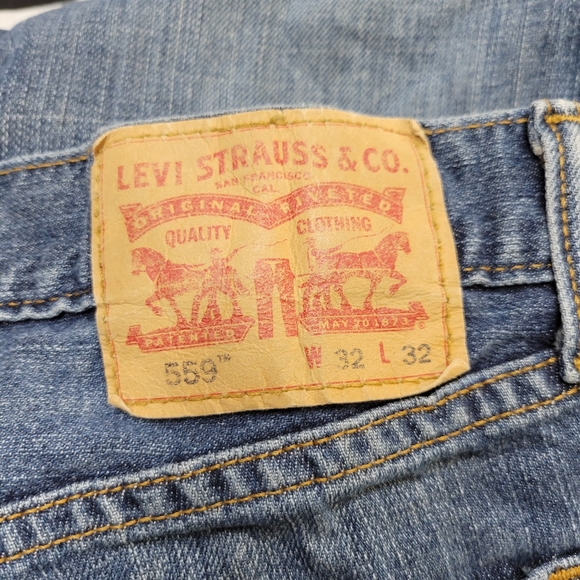 LEVI STRAUSS & CO.
SAN FRANCISCO
CAL.
ORIGINAL RIVETED
QUALITY CLOTHING
PATENTED MAY 20 1873
559™ W 32 L 32